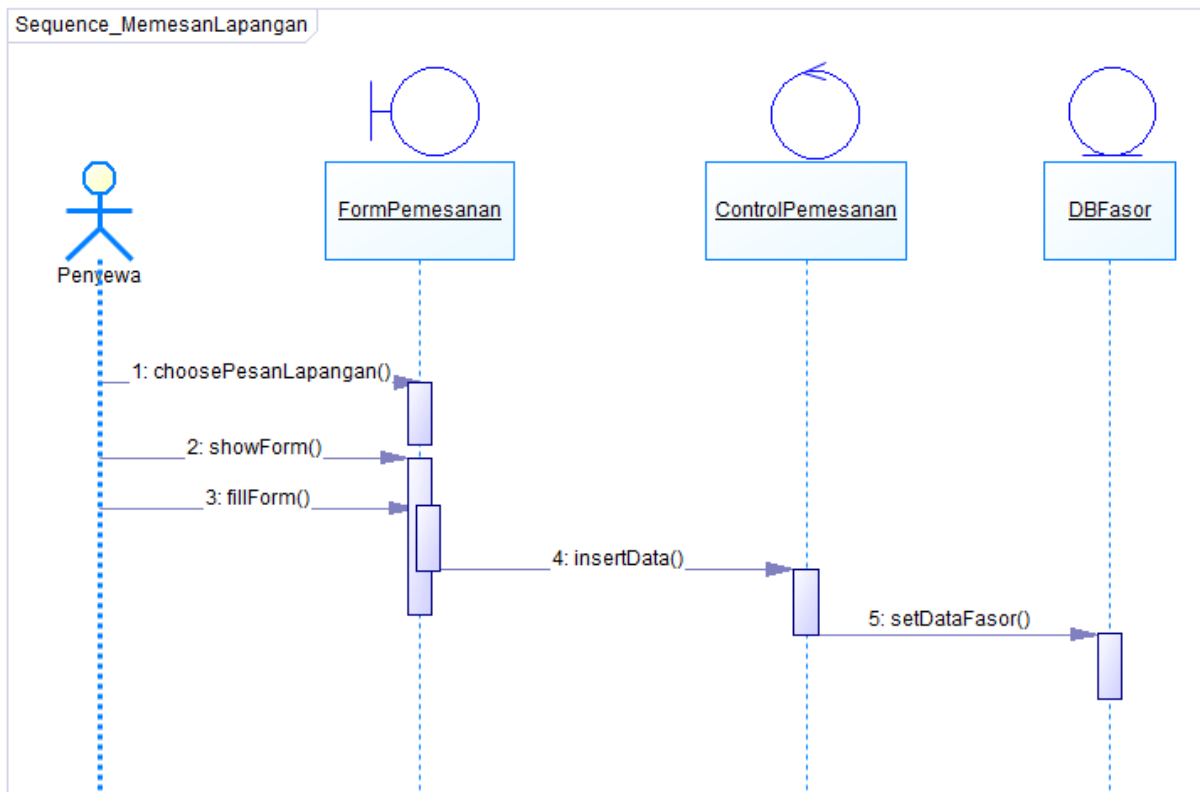 Sequence_MemesanLapangan
FormPemesanan
ControlPemesanan
DBFasor
Penyewa
1: choosePesanLapangan()
2: showForm()
3: fillForm()
4: insertData()
5: setDataFasor()